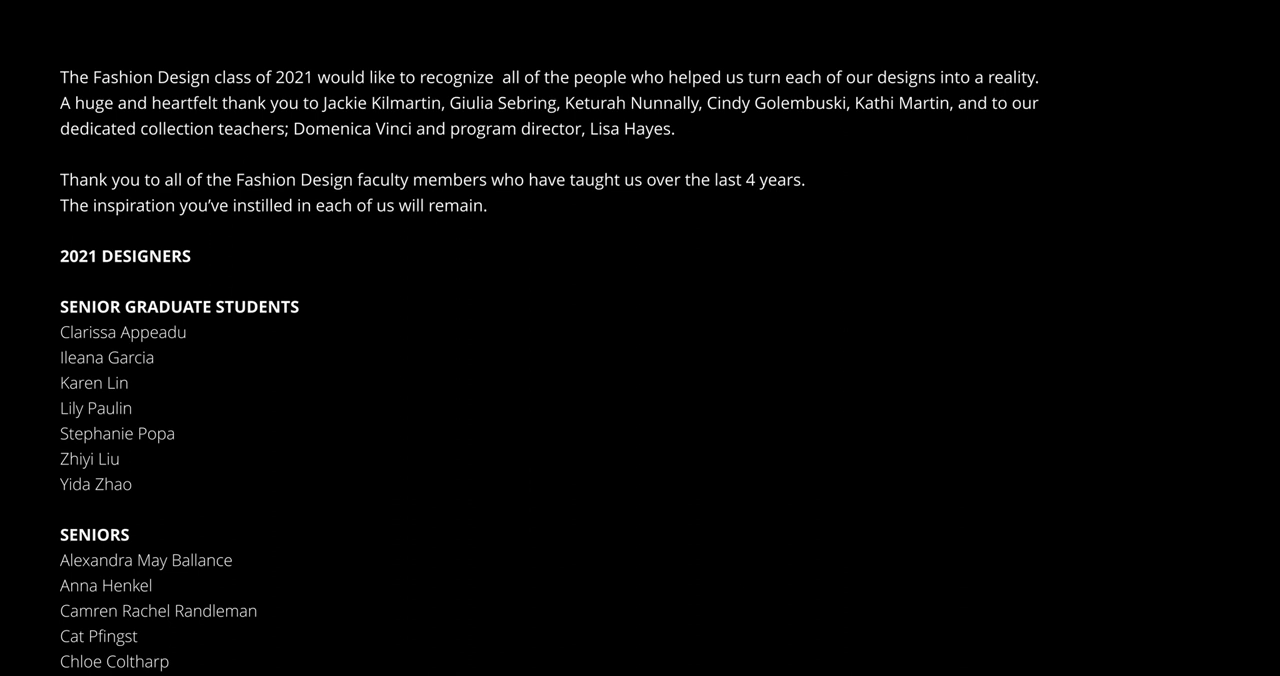 The Fashion Design class of 2021 would like to recognize  all of the people who helped us turn each of our designs into a reality.
A huge and heartfelt thank you to Jackie Kilmartin, Giulia Sebring, Keturah Nunnally, Cindy Golembuski, Kathi Martin, and to our
dedicated collection teachers; Domenica Vinci and program director, Lisa Hayes.
Thank you to all of the Fashion Design faculty members who have taught us over the last 4 years.
The inspiration you’ve instilled in each of us will remain.
2021 DESIGNERS
SENIOR GRADUATE STUDENTS
Clarissa Appeadu
Ileana Garcia
Karen Lin
Lily Paulin
Stephanie Popa
Zhiyi Liu
Yida Zhao
SENIORS
Alexandra May Ballance
Anna Henkel
Camren Rachel Randleman
Cat Pfingst
Chloe Coltharp